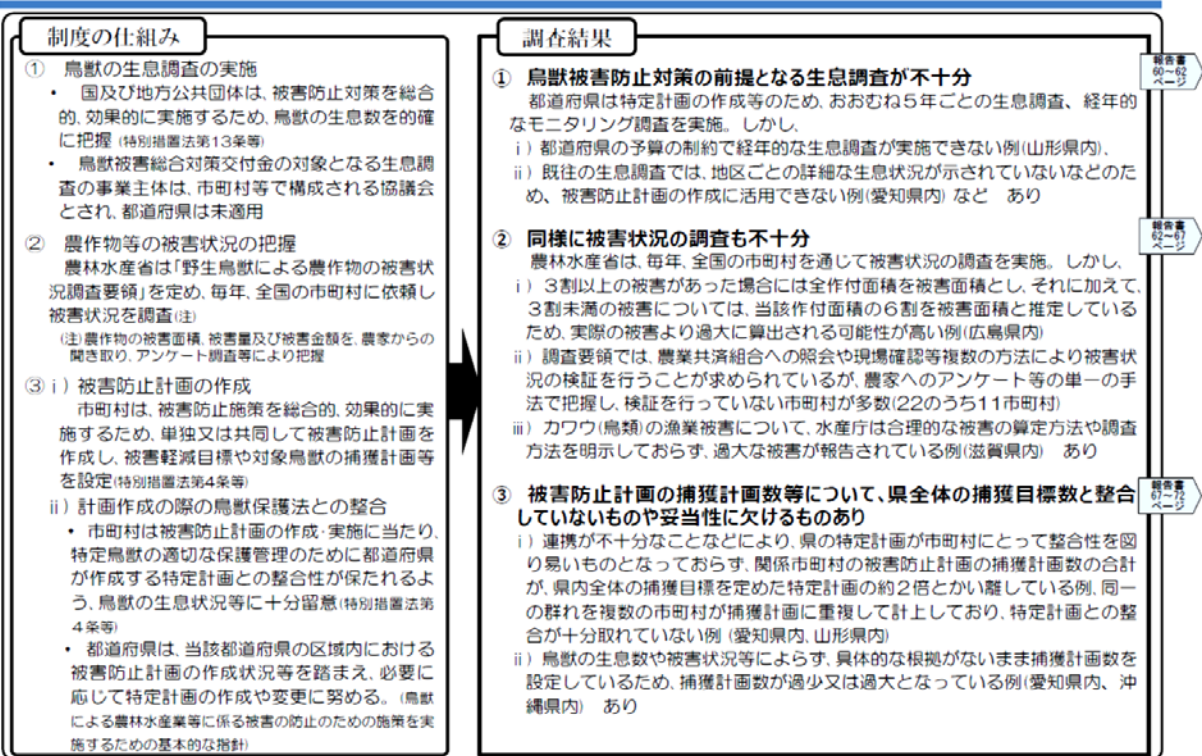 制度の仕組み
① 鳥獣の生息調査の実施
・ 国及び地方公共団体は、被害防止対策を総合
的、効果的に実施するため、鳥獣の生息数を的確
に把握（特別措置法第13条等）
・ 鳥獣被害総合対策交付金の対象となる生息調
査の事業主体は、市町村等で構成される協議会
とされ、都道府県は未適用
② 農作物等の被害状況の把握
農林水産省は「野生鳥獣による農作物の被害状
況調査要領」を定め、毎年、全国の市町村に依頼し
被害状況を調査(注)
(注)農作物の被害面積、被害量及び被害金額を、農家からの
聞き取り、アンケート調査等により把握
③ⅰ）被害防止計画の作成
市町村は、被害防止施策を総合的、効果的に実
施するため、単独又は共同して被害防止計画を
作成し、被害軽減目標や対象鳥獣の捕獲計画等
を設定(特別措置法第4条等)
ⅱ）計画作成の際の鳥獣保護法との整合
・ 市町村は被害防止計画の作成・実施に当たり、
特定鳥獣の適切な保護管理のために都道府県
が作成する特定計画との整合性が保たれるよ
う、鳥獣の生息状況等に十分留意(特別措置法第
４条等)
・ 都道府県は、当該都道府県の区域内における
被害防止計画の作成状況等を踏まえ、必要に
応じて特定計画の作成や変更に努める。（鳥獣
による農林水産業等に係る被害の防止のための施策を実
施するための基本的な指針)
調査結果
① 鳥獣被害防止対策の前提となる生息調査が不十分
報告書
60～62
ページ
都道府県は特定計画の作成等のため、おおむね５年ごとの生息調査、経年的
なモニタリング調査を実施。しかし、
ⅰ）都道府県の予算の制約で経年的な生息調査が実施できない例(山形県内)、
ⅱ）既往の生息調査では、地区ごとの詳細な生息状況が示されていないなどのた
め、被害防止計画の作成に活用できない例(愛知県内) など あり
② 同様に被害状況の調査も不十分
報告書
62～67
ページ
農林水産省は、毎年、全国の市町村を通じて被害状況の調査を実施。しかし、
ⅰ）３割以上の被害があった場合には全作付面積を被害面積とし、それに加えて、
３割未満の被害については、当該作付面積の６割を被害面積と推定している
ため、実際の被害より過大に算出される可能性が高い例(広島県内)
ⅱ）調査要領では、農業共済組合への照会や現場確認等複数の方法により被害状
況の検証を行うことが求められているが、農家へのアンケート等の単一の手
法で把握し、検証を行っていない市町村が多数(22のうち11市町村)
ⅲ）カワウ(鳥類)の漁業被害について、水産庁は合理的な被害の算定方法や調査
方法を明示しておらず、過大な被害が報告されている例(滋賀県内) あり
③ 被害防止計画の捕獲計画数等について、県全体の捕獲目標数と整合
していないものや妥当性に欠けるものあり
報告書
67～72
ページ
ⅰ）連携が不十分なことなどにより、県の特定計画が市町村にとって整合性を図
り易いものとなっておらず、関係市町村の被害防止計画の捕獲計画数の合計
が、県内全体の捕獲目標を定めた特定計画の約２倍とかい離している例、同一
の群れを複数の市町村が捕獲計画に重複して計上しており、特定計画との整
合が十分取れていない例（愛知県内、山形県内）
ⅱ）鳥獣の生息数や被害状況等によらず、具体的な根拠がないまま捕獲計画数を
設定しているため、捕獲計画数が過少又は過大となっている例(愛知県内、沖
縄県内) あり